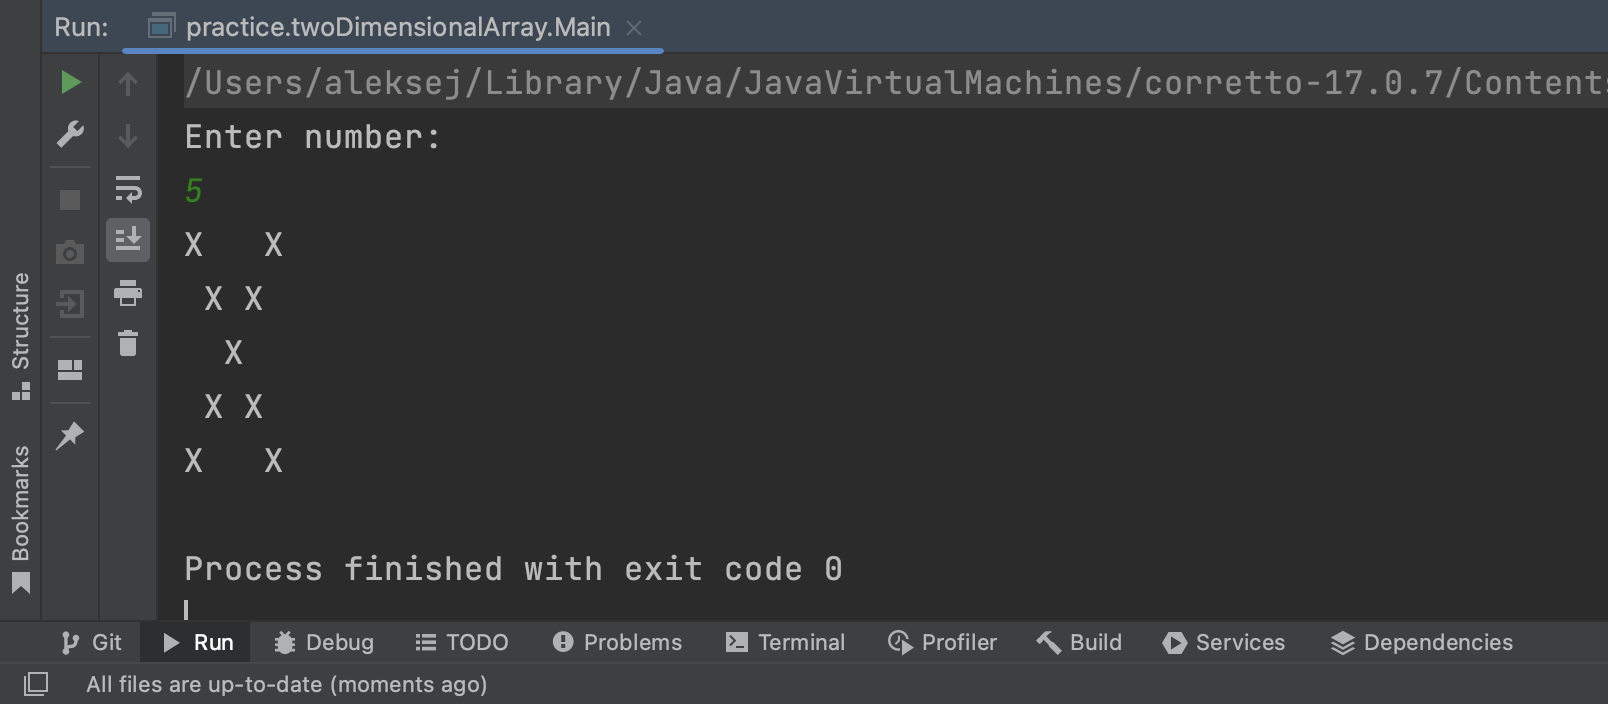 Run: practice.twoDimensionalArray.Main
/Users/aleksej/Library/Java/JavaVirtualMachines/corretto-17.0.7/Contents
Enter number:
5
X   X
 X X
  X
 X X
X   X
Process finished with exit code 0
Structure
Bookmarks
Git Run Debug TODO Problems Terminal Profiler Build Services Dependencies
All files are up-to-date (moments ago)